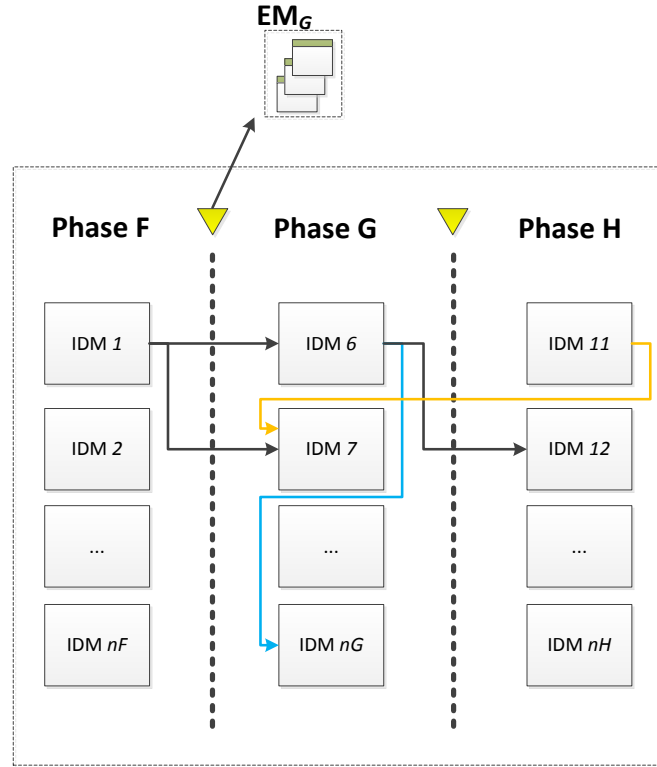 EMG
Phase F
Phase G
Phase H
IDM 1
IDM 6
IDM 11
IDM 2
IDM 7
IDM 12
...
...
...
IDM nF
IDM nG
IDM nH